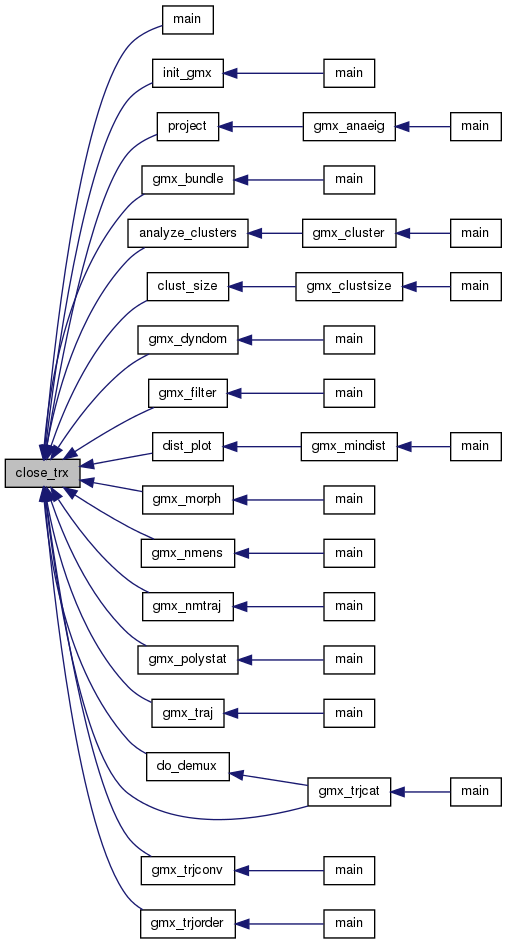 main
init_gmx main
project gmx_anaeig main
gmx_bundle main
analyze_clusters gmx_cluster main
clust_size gmx_clustsize main
gmx_dyndom main
gmx_filter main
dist_plot gmx_mindist main
close_trx
gmx_morph main
gmx_nmens main
gmx_nmtraj main
gmx_polystat main
gmx_traj main
do_demux
gmx_trjcat main
gmx_trjconv main
gmx_trjorder main